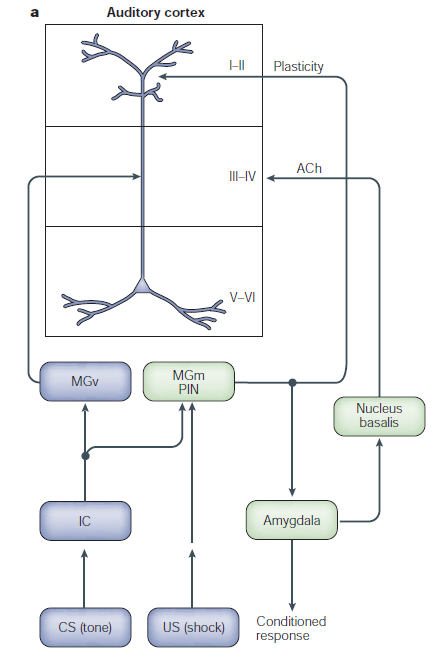 a
Auditory cortex
I–II
Plasticity
III–IV
ACh
V–VI
MGv
MGm
PIN
Nucleus
basalis
IC
Amygdala
CS (tone)
US (shock)
Conditioned
response